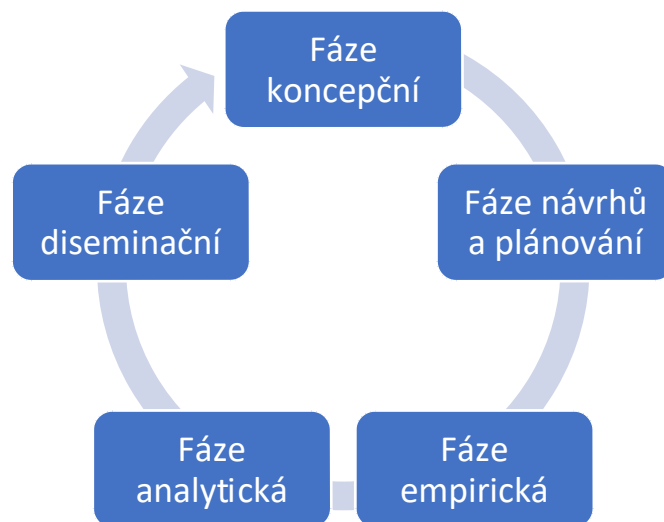 Fáze
koncepční
Fáze návrhů
a plánování
Fáze
empirická
Fáze
analytická
Fáze
diseminační